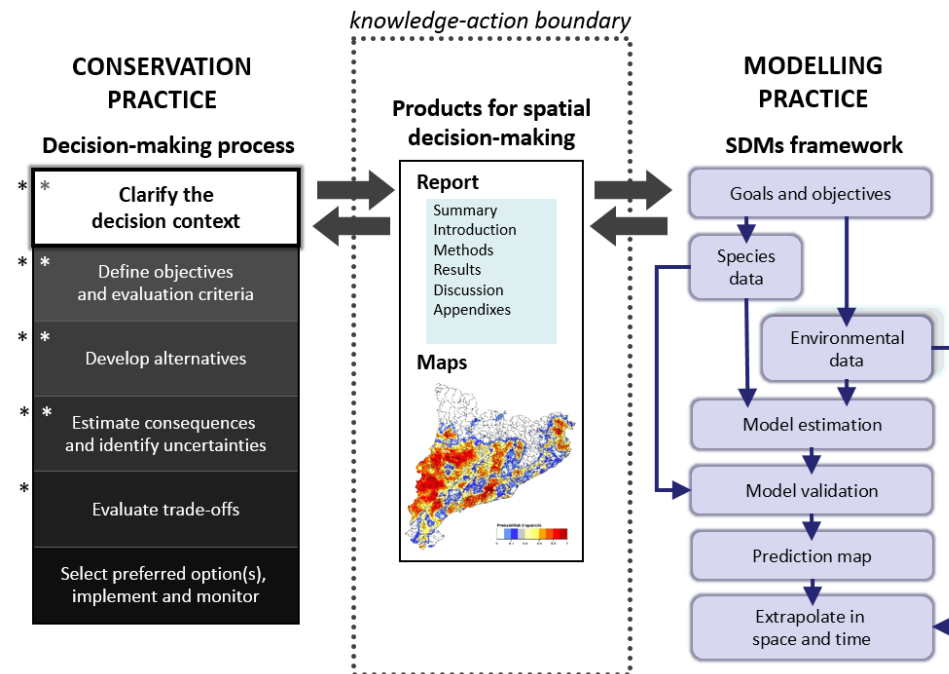 knowledge-action boundary
CONSERVATION
PRACTICE
Decision-making process
* *
Clarify the
decision context
* *
Define objectives
and evaluation criteria
* *
Develop alternatives
* *
Estimate consequences
and identify uncertainties
*
Evaluate trade-offs
Select preferred option(s),
implement and monitor
Products for spatial
decision-making
Report
Summary
Introduction
Methods
Results
Discussion
Appendixes
Maps
MODELLING
PRACTICE
SDMs framework
Goals and objectives
Species
data
Environmental
data
Model estimation
Model validation
Prediction map
Extrapolate in
space and time